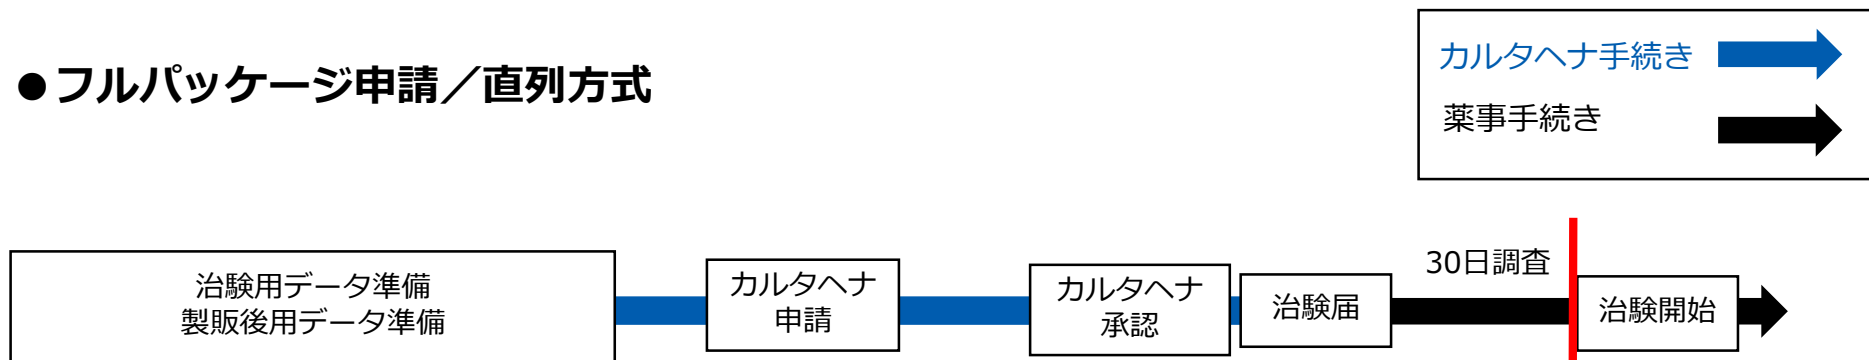 ●フルパッケージ申請／直列方式
カルタヘナ手続き
薬事手続き
治験用データ準備
製販後用データ準備
カルタヘナ
申請
カルタヘナ
承認
治験届
30日調査
治験開始